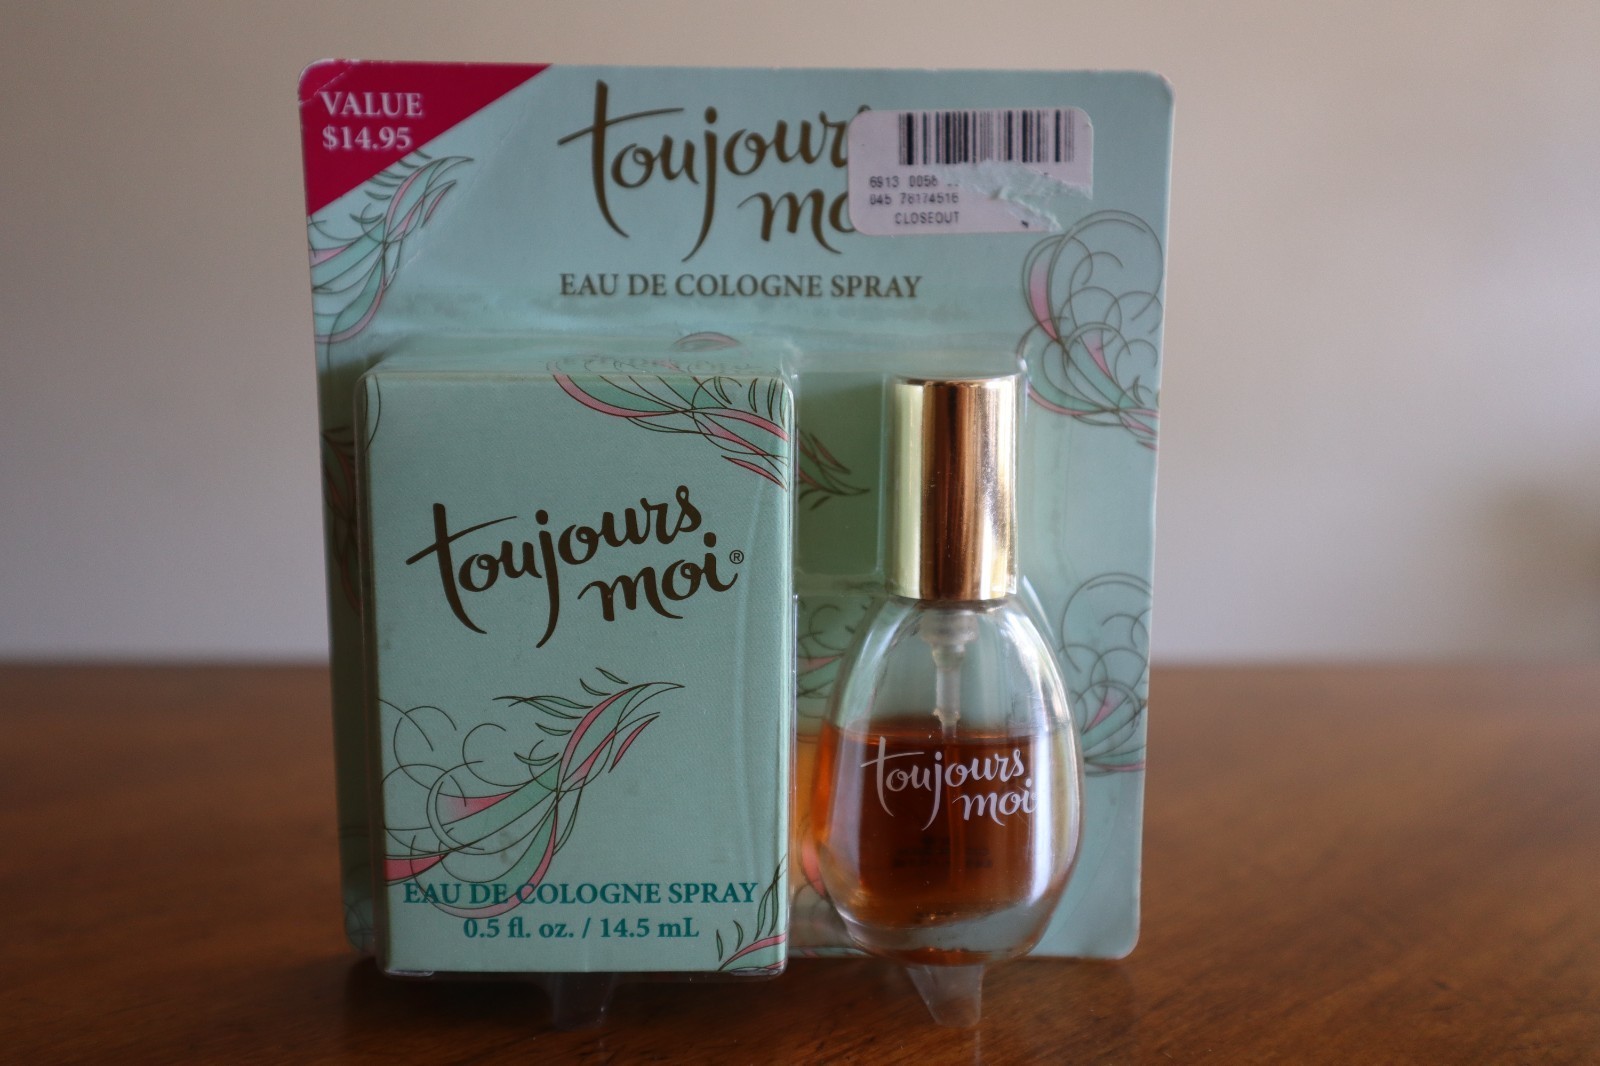 VALUE
$14.95
toujours
CLOSEOUT
EAU DE COLOGNE SPRAY
toujours
moi®
EAU DE COLOGNE SPRAY
0.5 fl. oz. / 14.5 mL
toujours
moi